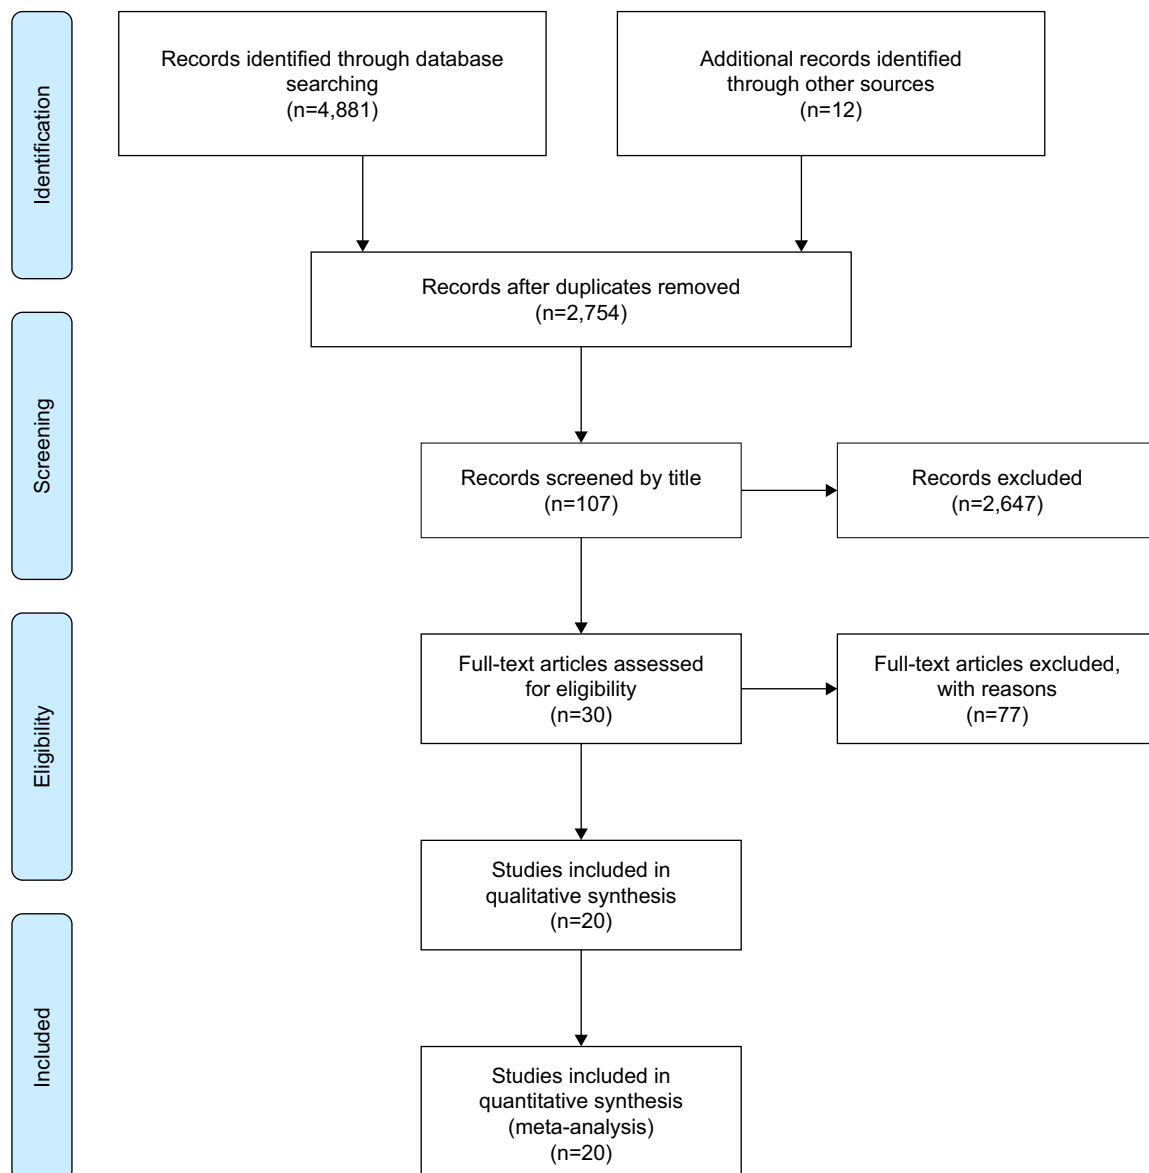 Identification
Records identified through database
searching
(n=4,881)
Additional records identified
through other sources
(n=12)
Records after duplicates removed
(n=2,754)
Screening
Records screened by title
(n=107)
Records excluded
(n=2,647)
Eligibility
Full-text articles assessed
for eligibility
(n=30)
Full-text articles excluded,
with reasons
(n=77)
Studies included in
qualitative synthesis
(n=20)
Included
Studies included in
quantitative synthesis
(meta-analysis)
(n=20)